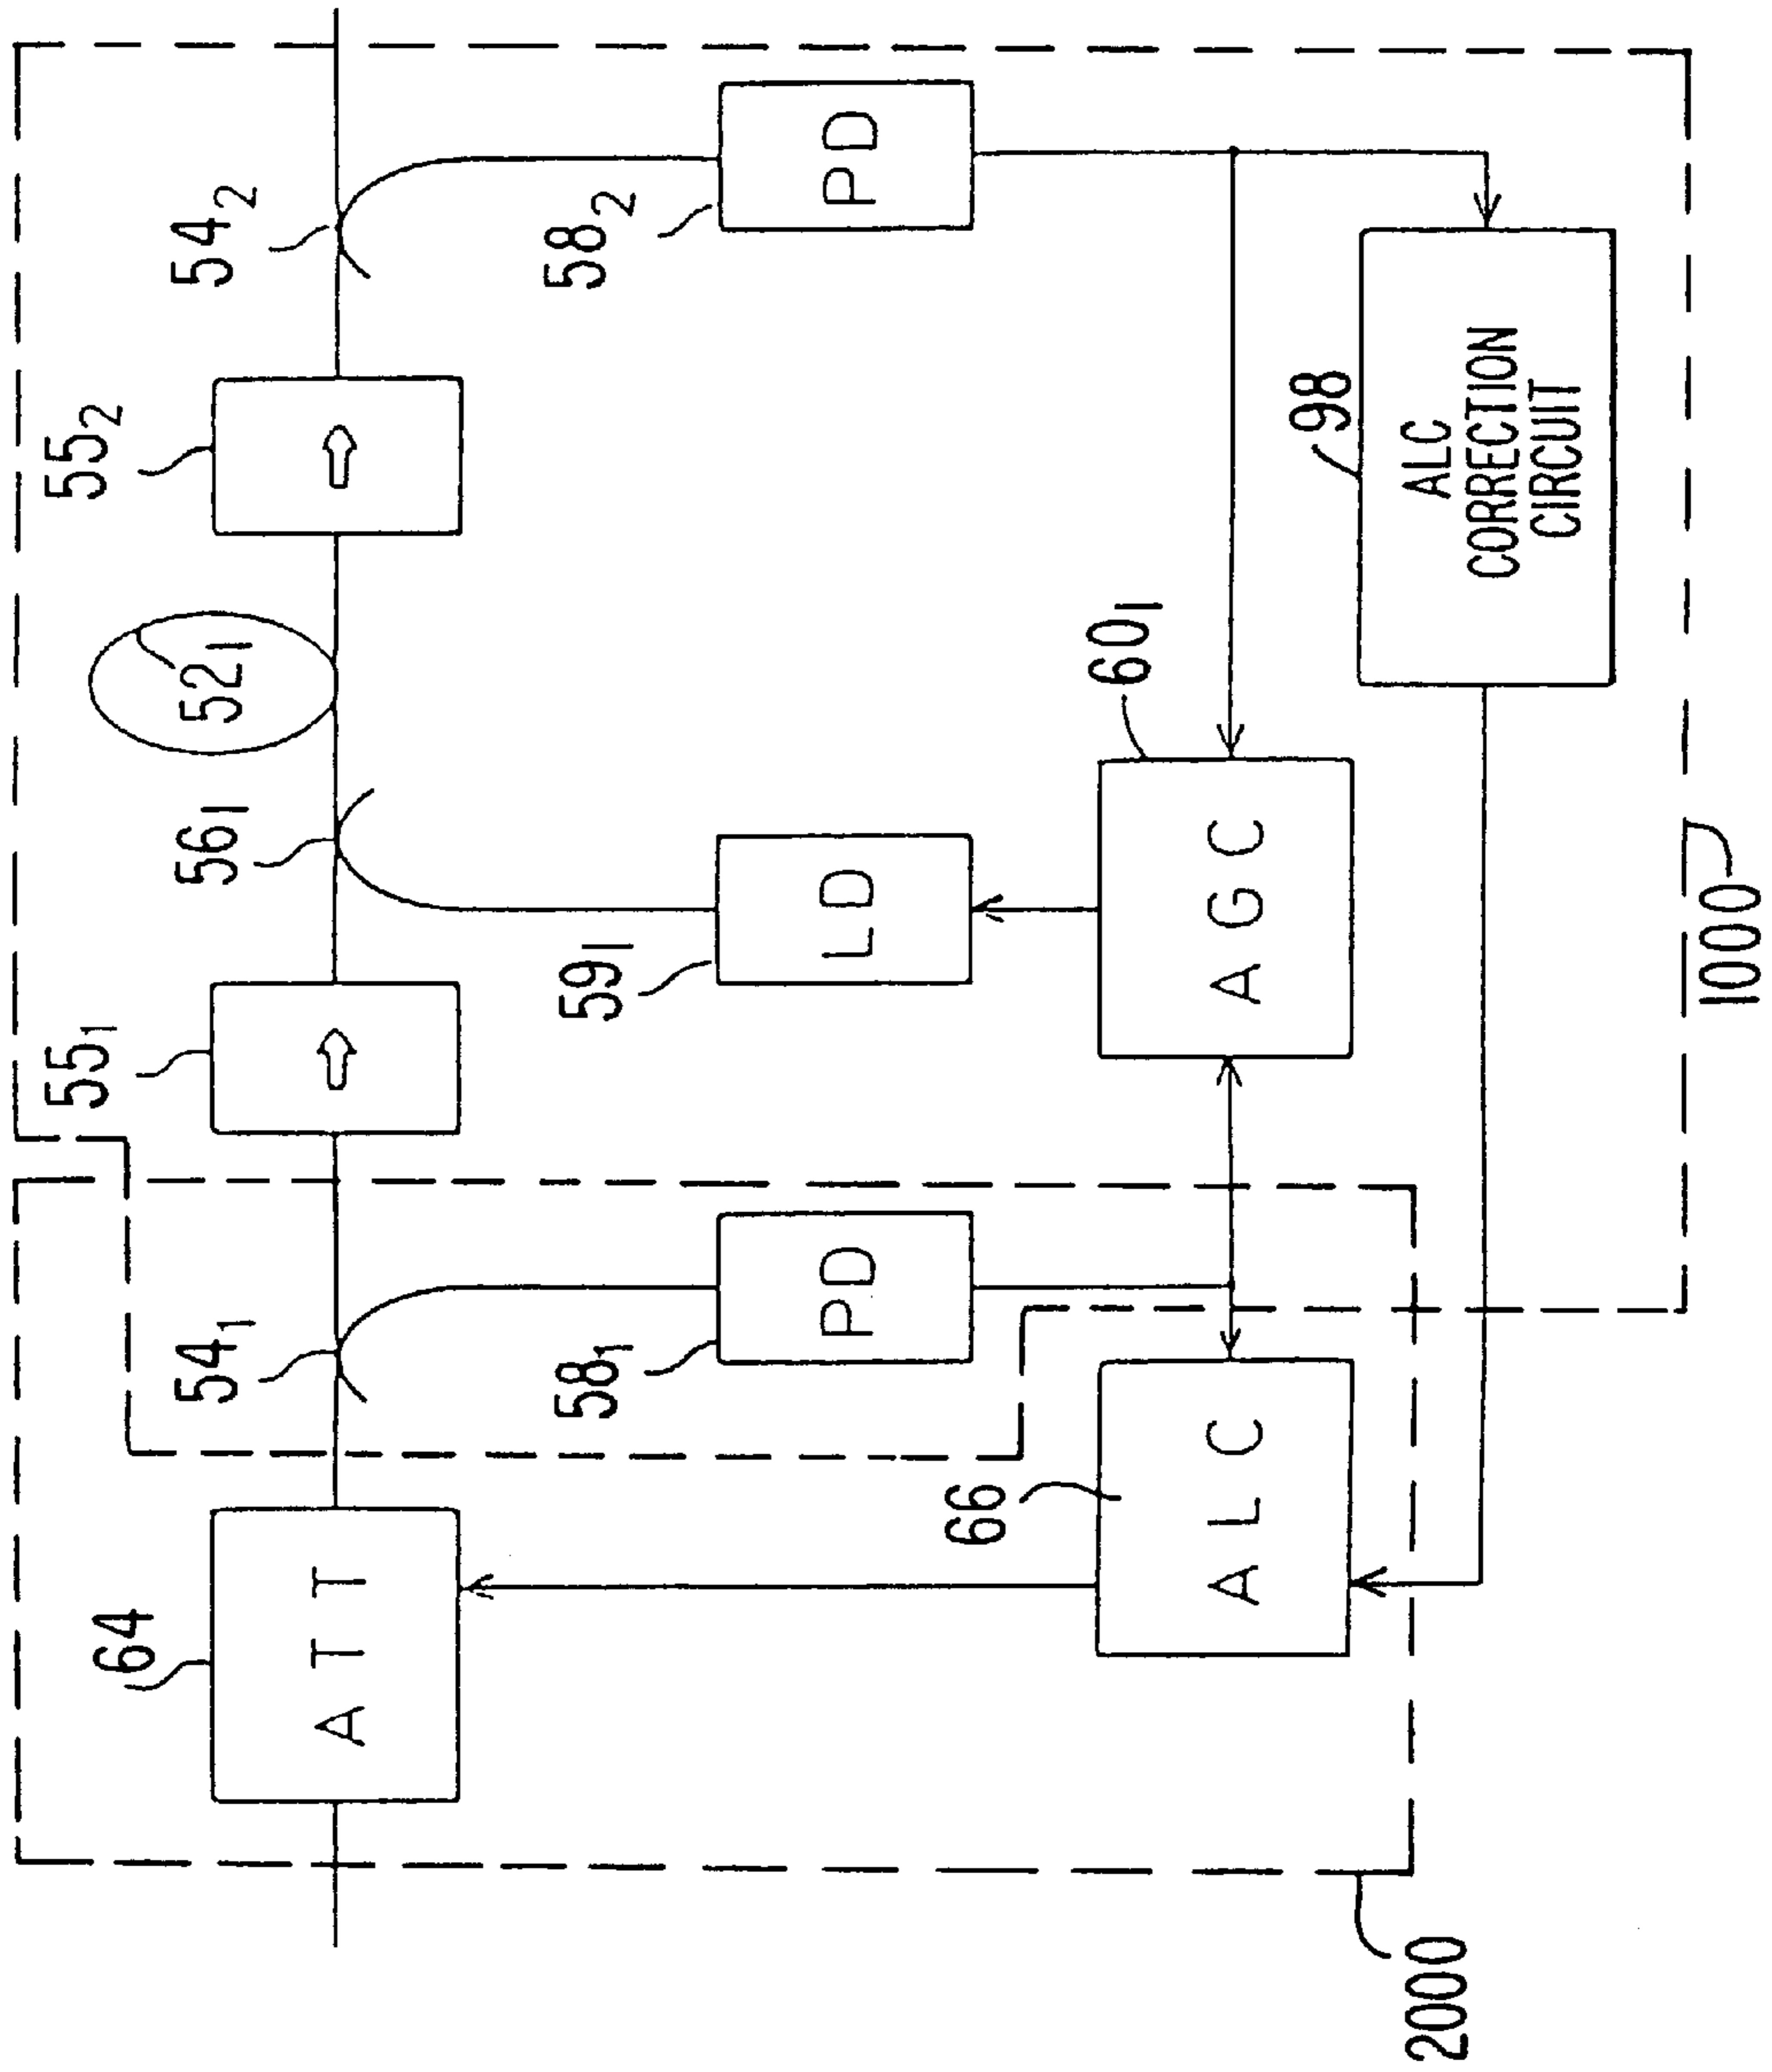 54₂
55₂
58₂
PD
52₁
98
ALC
CORRECTION
CIRCUIT
56₁
60₁
59₁
LD
AGC
55₁
1000
54₁
58₁
PD
66
ALC
64
ATT
2000